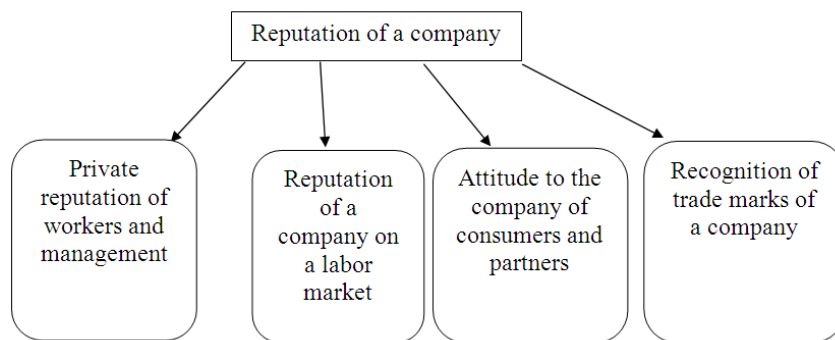 Reputation of a company
Private
reputation of
workers and
management
Reputation
of a
company on
a labor
market
Attitude to the
company of
consumers and
partners
Recognition of
trade marks of
a company